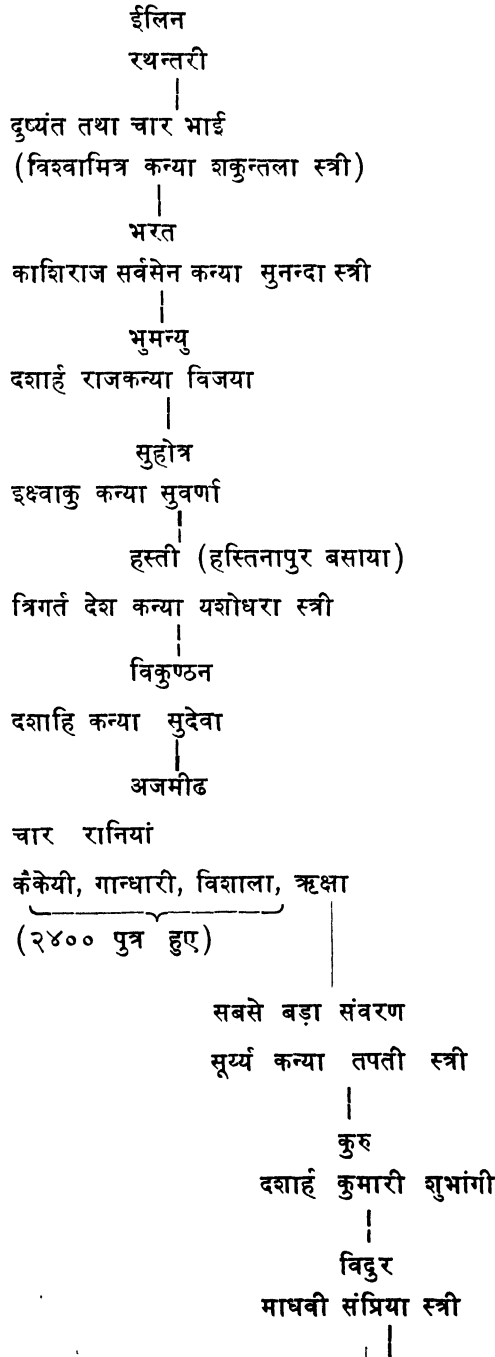 ईलिन
रथन्तरी
दुष्यंत तथा चार भाई
(विश्वामित्र कन्या शकुन्तला स्त्री)
भरत
काशिराज सर्वसेन कन्या सुनन्दा स्त्री
भुमन्यु
दशार्ह राजकन्या विजया
सुहोत्र
इक्ष्वाकु कन्या सुवर्णा
हस्ती (हस्तिनापुर बसाया)
त्रिगर्त देश कन्या यशोधरा स्त्री
विकुण्ठन
दशाहि कन्या सुदेवा
अजमीढ
चार रानियां
कैकेयी, गान्धारी, विशाला, ऋक्षा
(२४०० पुत्र हुए)
सबसे बड़ा संवरण
सूर्य्य कन्या तपती स्त्री
कुरु
दशार्ह कुमारी शुभांगी
विदुर
माधवी संप्रिया स्त्री